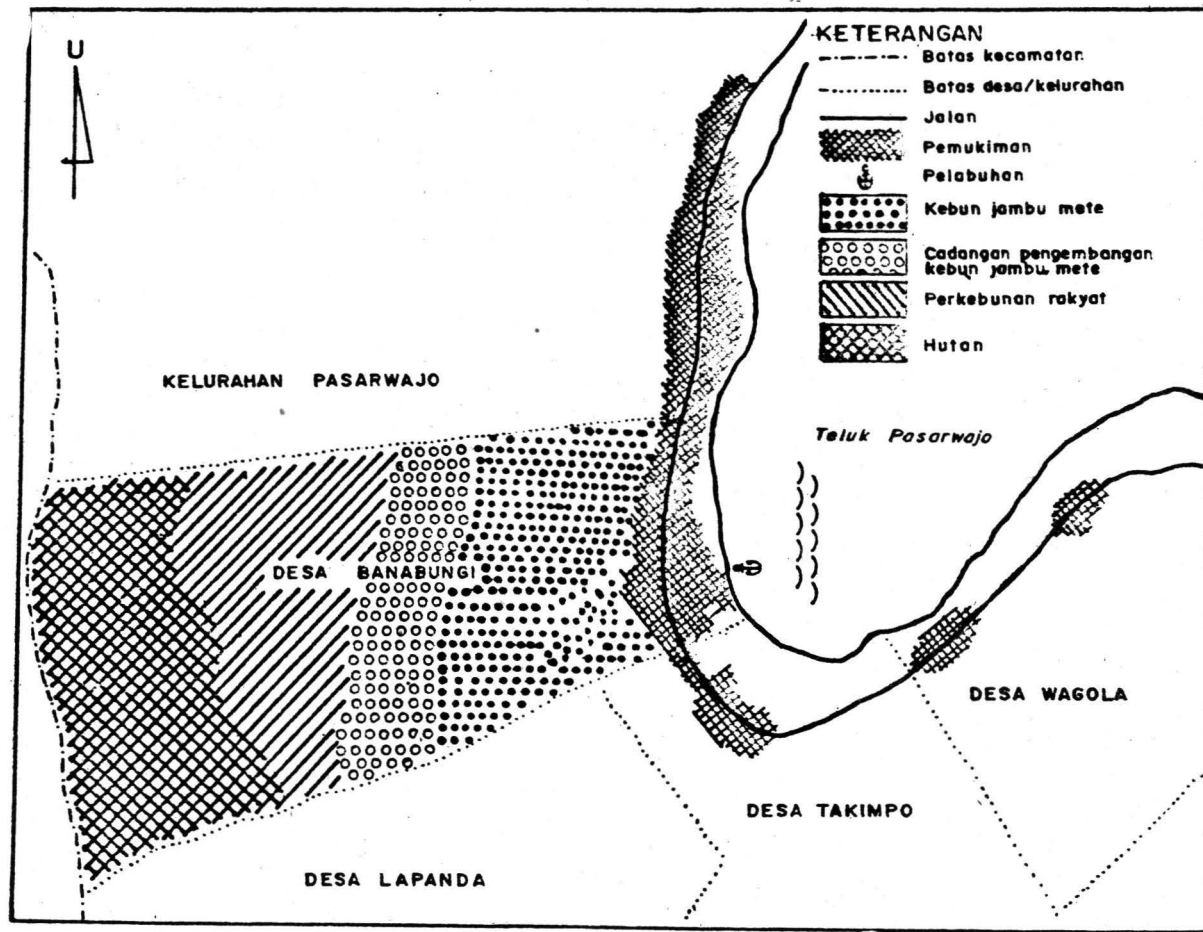 U
KETERANGAN
Batas kecamatan
Batas desa/kelurahan
Jalan
Pemukiman
Pelabuhan
Kebun jambu mete
Cadangan pengembangan
kebun jambu mete
Perkebunan rakyat
Hutan
KELURAHAN PASARWAJO
Teluk Pasarwajo
DESA BANABUNGI
DESA WAGOLA
DESA TAKIMPO
DESA LAPANDA